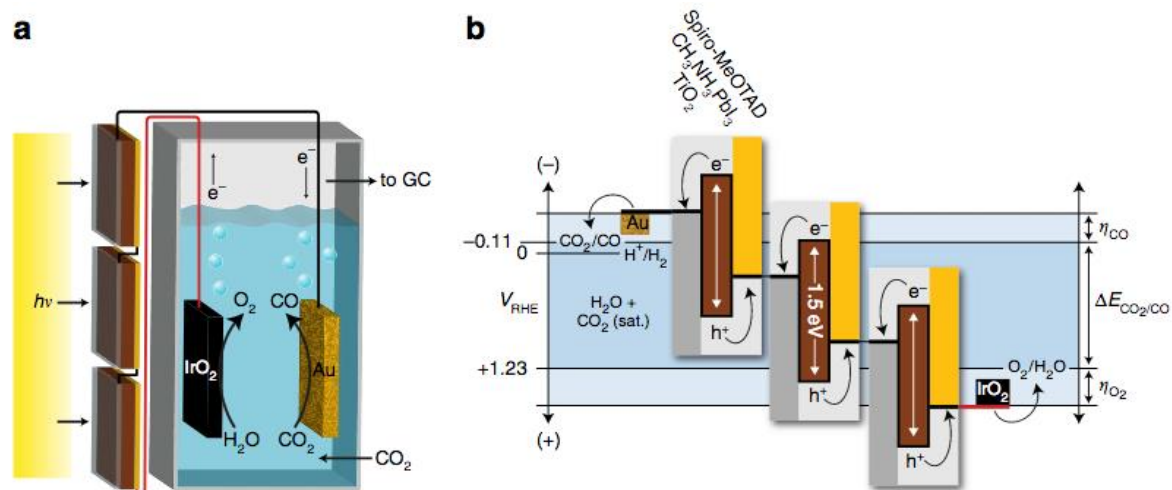 a
e⁻
e⁻
to GC
hν
O₂
CO
IrO₂
Au
H₂O
CO₂
CO₂
b
Spiro-MeOTAD
CH₃NH₃PbI₃
TiO₂
(–)
e⁻
Au
ηCO
–0.11
CO₂/CO
e⁻
0
H⁺/H₂
VRHE
H₂O +
CO₂ (sat.)
1.5 eV
e⁻
ΔECO₂/CO
h⁺
+1.23
O₂/H₂O
h⁺
IrO₂
ηO₂
(+)
h⁺